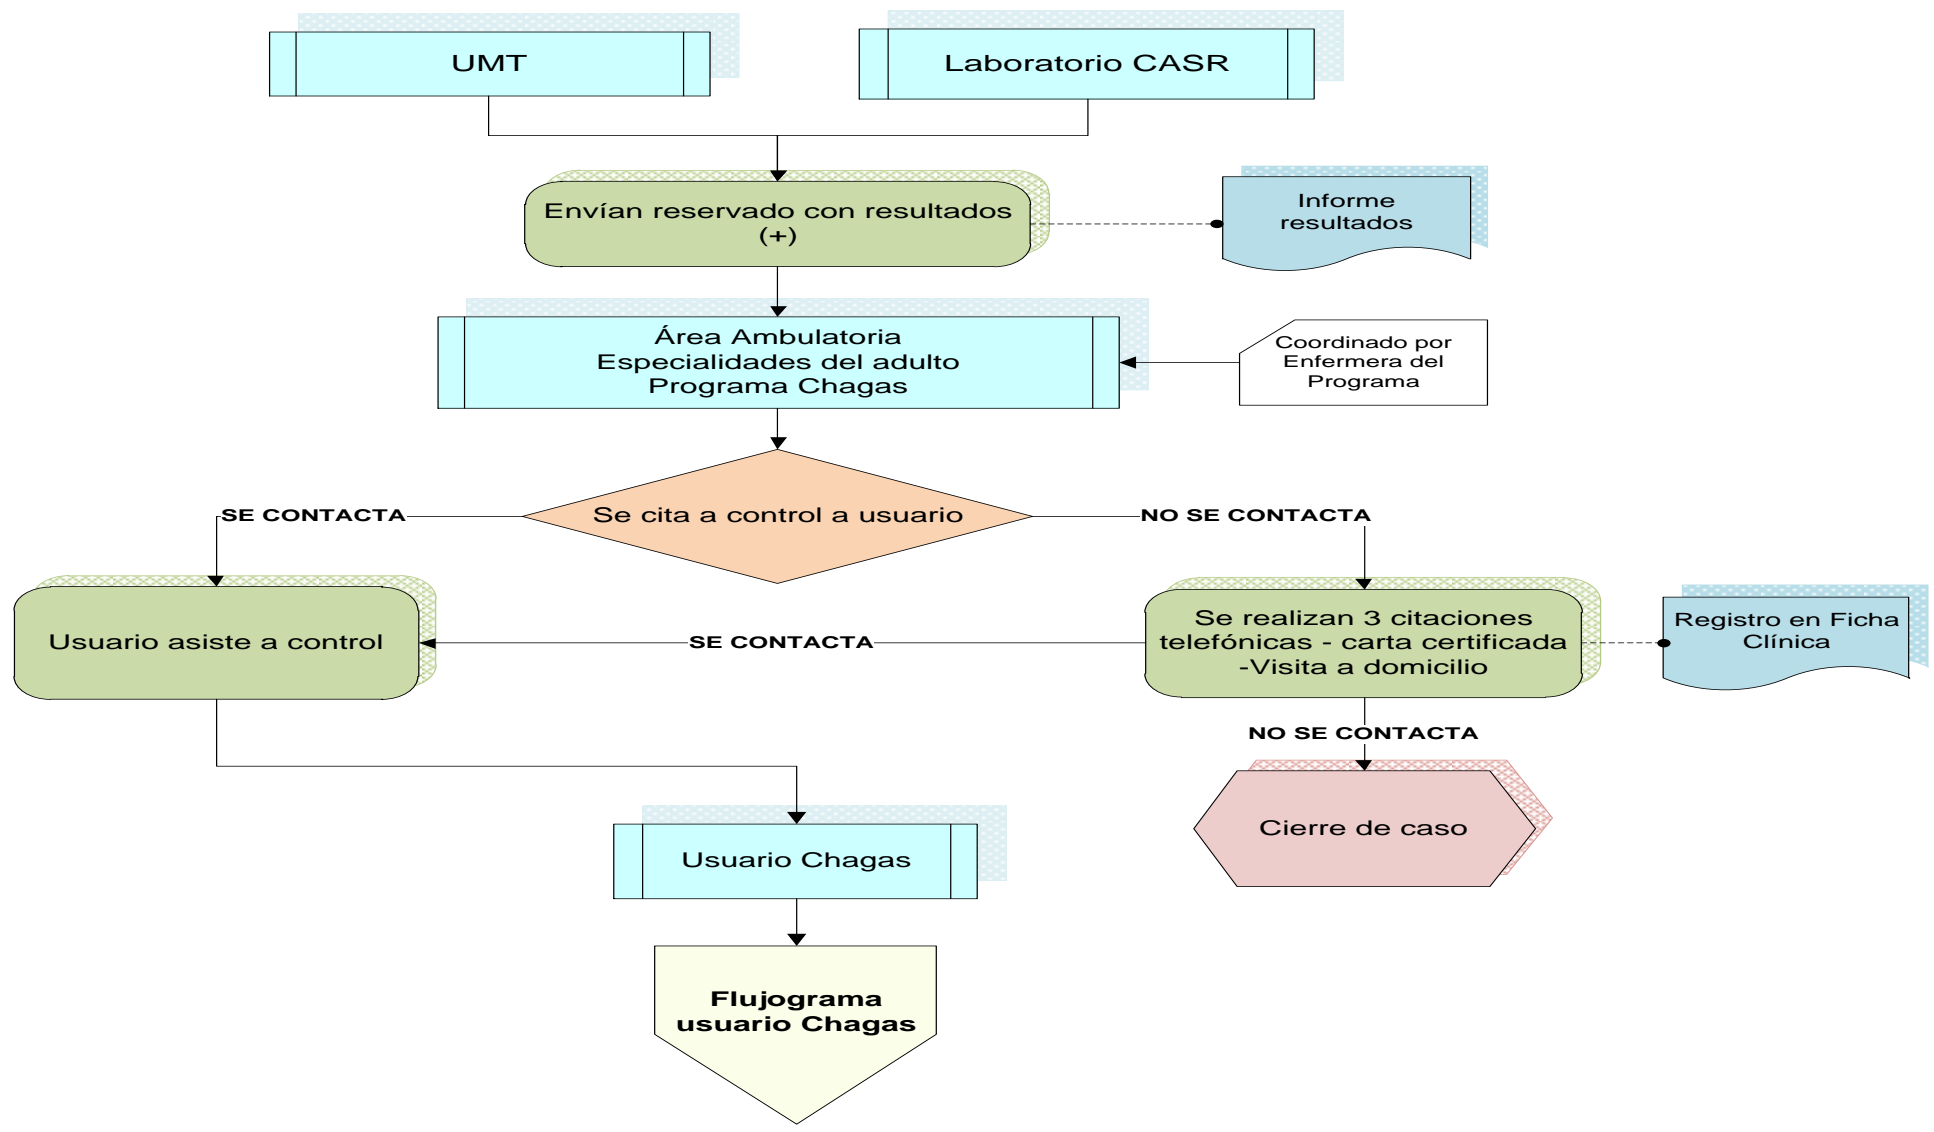 UMT
Laboratorio CASR
Envían reservado con resultados
(+)
Informe
resultados
Área Ambulatoria
Especialidades del adulto
Programa Chagas
Coordinado por
Enfermera del
Programa
Se cita a control a usuario
SE CONTACTA
NO SE CONTACTA
Usuario asiste a control
SE CONTACTA
Se realizan 3 citaciones
telefónicas - carta certificada
-Visita a domicilio
Registro en Ficha
Clínica
NO SE CONTACTA
Cierre de caso
Usuario Chagas
Flujograma
usuario Chagas